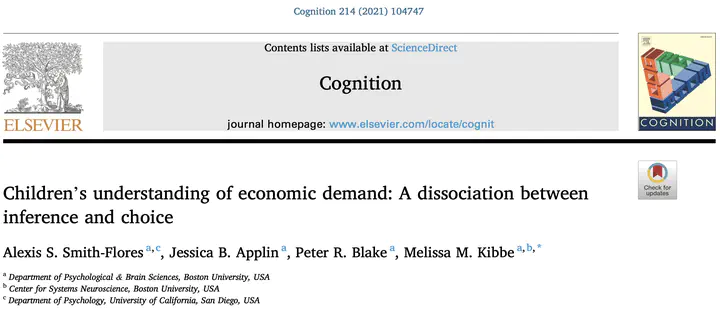 Cognition 214 (2021) 104747
Contents lists available at ScienceDirect
Cognition
journal homepage: www.elsevier.com/locate/cognit
ELSEVIER
COGNITION
Check for
updates
Children's understanding of economic demand: A dissociation between
inference and choice
Alexis S. Smith-Flores a,c, Jessica B. Applin a, Peter R. Blake a, Melissa M. Kibbe a,b,*
a Department of Psychological & Brain Sciences, Boston University, USA
b Center for Systems Neuroscience, Boston University, USA
c Department of Psychology, University of California, San Diego, USA